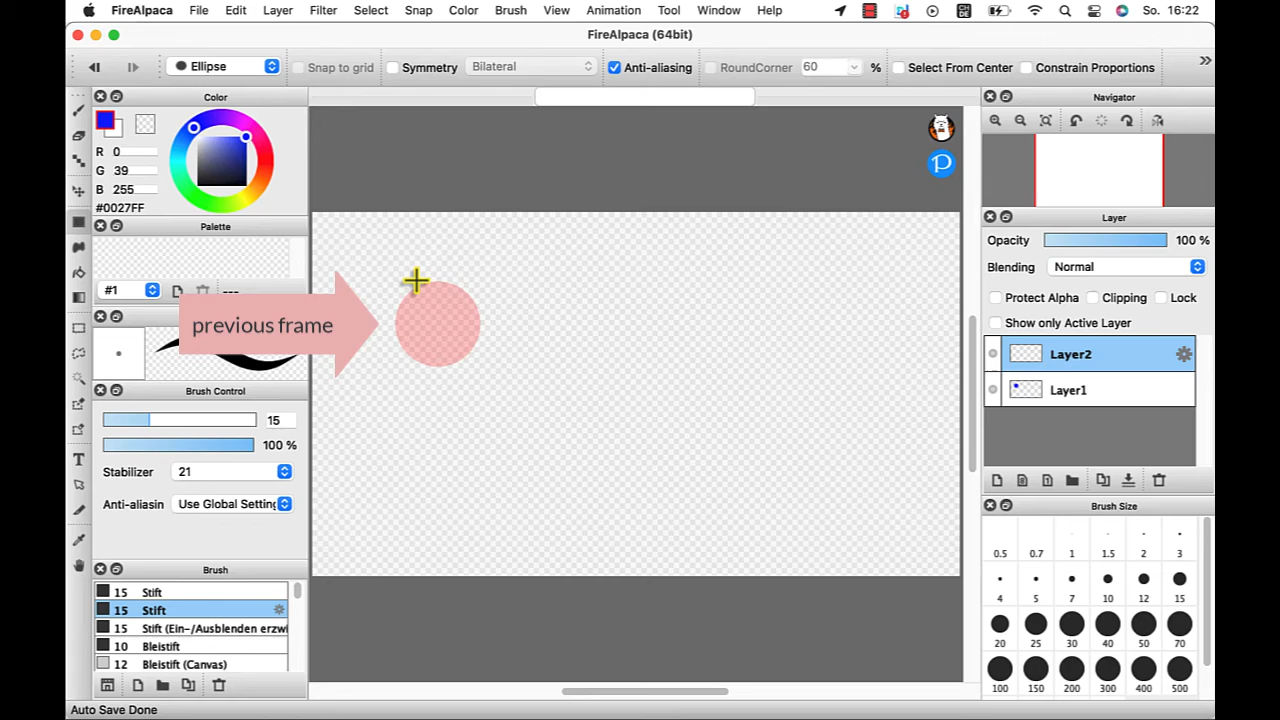 FireAlpaca File Edit Layer Filter Select Snap Color Brush View Animation Tool Window Help CH DE So. 16:22
FireAlpaca (64bit)
Ellipse Snap to grid Symmetry Bilateral Anti-aliasing RoundCorner 60 % Select From Center Constrain Proportions
Color
R 0
G 39
B 255
#0027FF
Palette
#1
previous frame
Brush Control
15
100 %
Stabilizer 21
Anti-aliasin Use Global Setting
Brush
15 Stift
15 Stift
15 Stift (Ein-/Ausblenden erzwi
10 Bleistift
12 Bleistift (Canvas)
Auto Save Done
Navigator
Layer
Opacity 100 %
Blending Normal
Protect Alpha Clipping Lock
Show only Active Layer
Layer2
Layer1
Brush Size
0.5 0.7 1 1.5 2 3
4 5 7 10 12 15
20 25 30 40 50 70
100 150 200 300 400 500